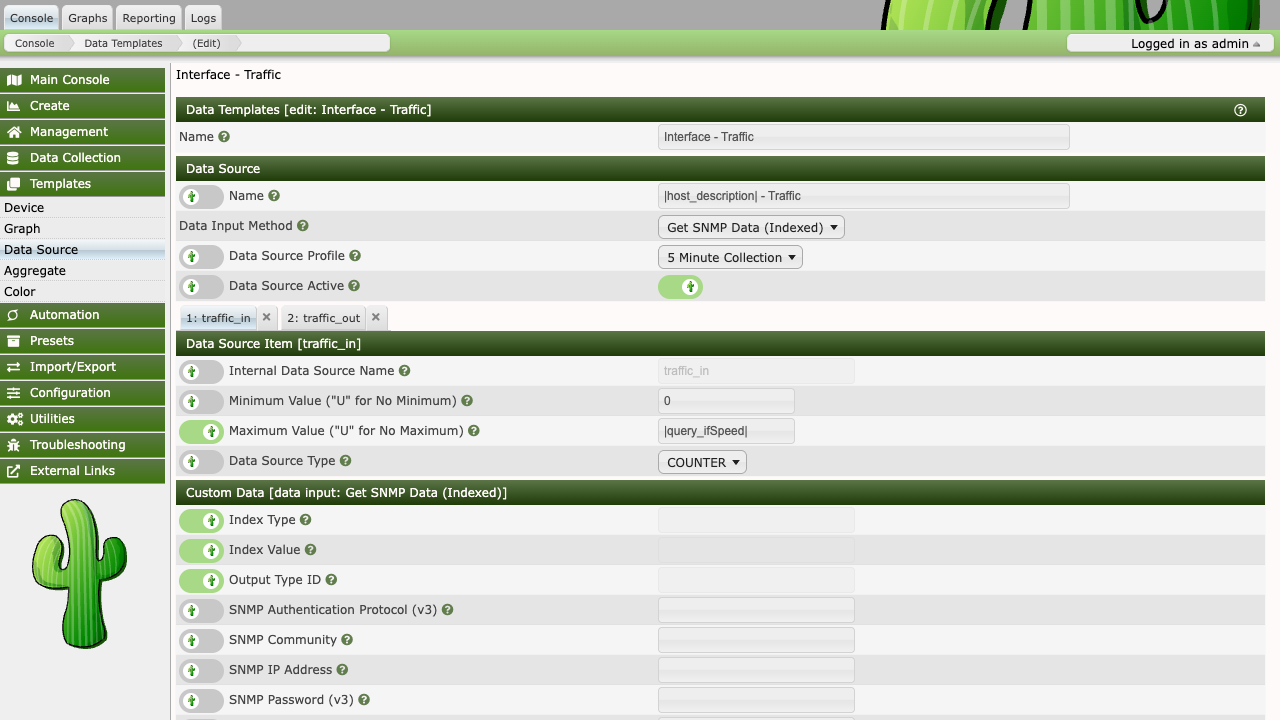 Console
Graphs
Reporting
Logs
Console
Data Templates
(Edit)
Logged in as admin
Main Console
Create
Management
Data Collection
Templates
Device
Graph
Data Source
Aggregate
Color
Automation
Presets
Import/Export
Configuration
Utilities
Troubleshooting
External Links
Interface - Traffic
Data Templates [edit: Interface - Traffic]
Name
Interface - Traffic
Data Source
Name
|host_description| - Traffic
Data Input Method
Get SNMP Data (Indexed)
Data Source Profile
5 Minute Collection
Data Source Active
1: traffic_in
2: traffic_out
Data Source Item [traffic_in]
Internal Data Source Name
traffic_in
Minimum Value ("U" for No Minimum)
0
Maximum Value ("U" for No Maximum)
|query_ifSpeed|
Data Source Type
COUNTER
Custom Data [data input: Get SNMP Data (Indexed)]
Index Type
Index Value
Output Type ID
SNMP Authentication Protocol (v3)
SNMP Community
SNMP IP Address
SNMP Password (v3)